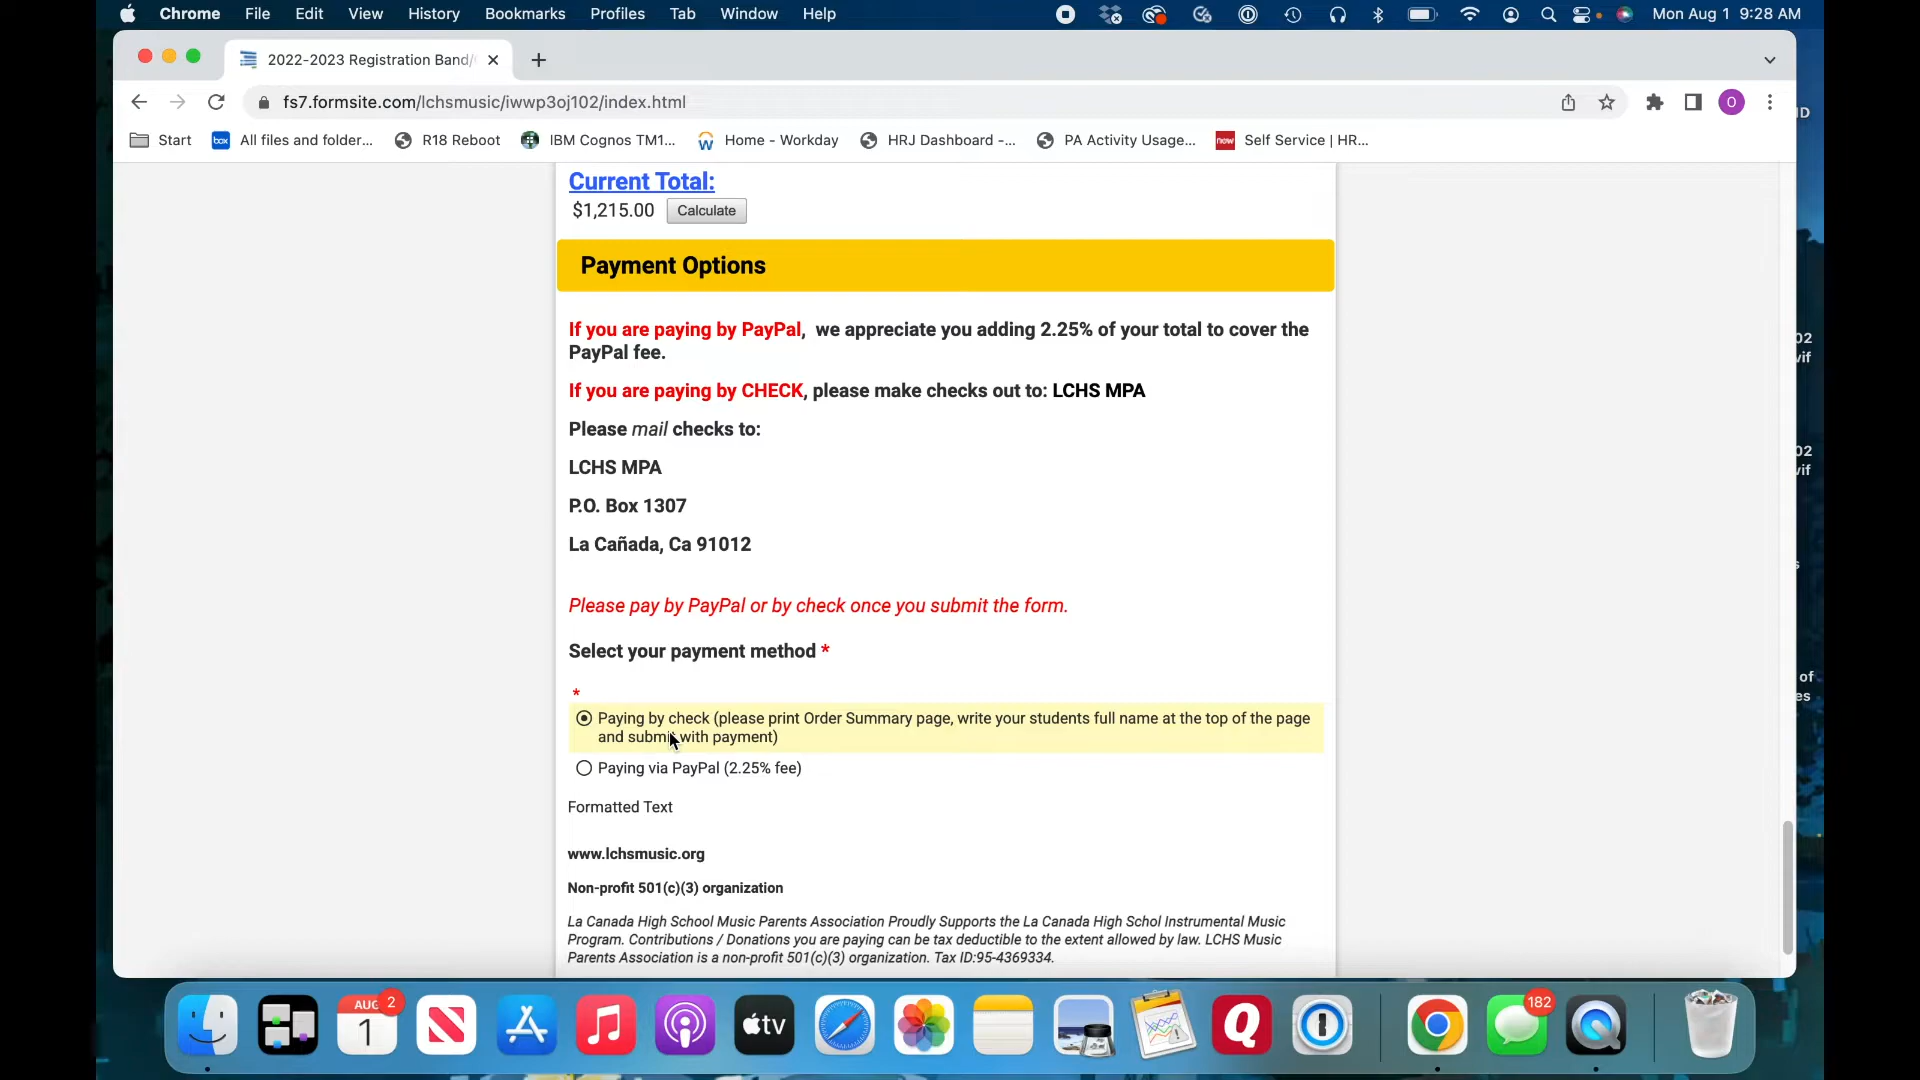 Chrome File Edit View History Bookmarks Profiles Tab Window Help Mon Aug 1 9:28 AM
2022-2023 Registration Band/
fs7.formsite.com/lchsmusic/iwwp3oj102/index.html O
Start box All files and folder... R18 Reboot IBM Cognos TM1... Home - Workday HRJ Dashboard -... PA Activity Usage... now Self Service | HR...
Current Total:
$1,215.00 Calculate
Payment Options
If you are paying by PayPal, we appreciate you adding 2.25% of your total to cover the
PayPal fee.
If you are paying by CHECK, please make checks out to: LCHS MPA
Please mail checks to:
LCHS MPA
P.O. Box 1307
La Cañada, Ca 91012
Please pay by PayPal or by check once you submit the form.
Select your payment method *
*
Paying by check (please print Order Summary page, write your students full name at the top of the page
and submit with payment)
Paying via PayPal (2.25% fee)
Formatted Text
www.lchsmusic.org
Non-profit 501(c)(3) organization
La Canada High School Music Parents Association Proudly Supports the La Canada High Schol Instrumental Music
Program. Contributions / Donations you are paying can be tax deductible to the extent allowed by law. LCHS Music
Parents Association is a non-profit 501(c)(3) organization. Tax ID:95-4369334.
AUG 2
1
tv
182